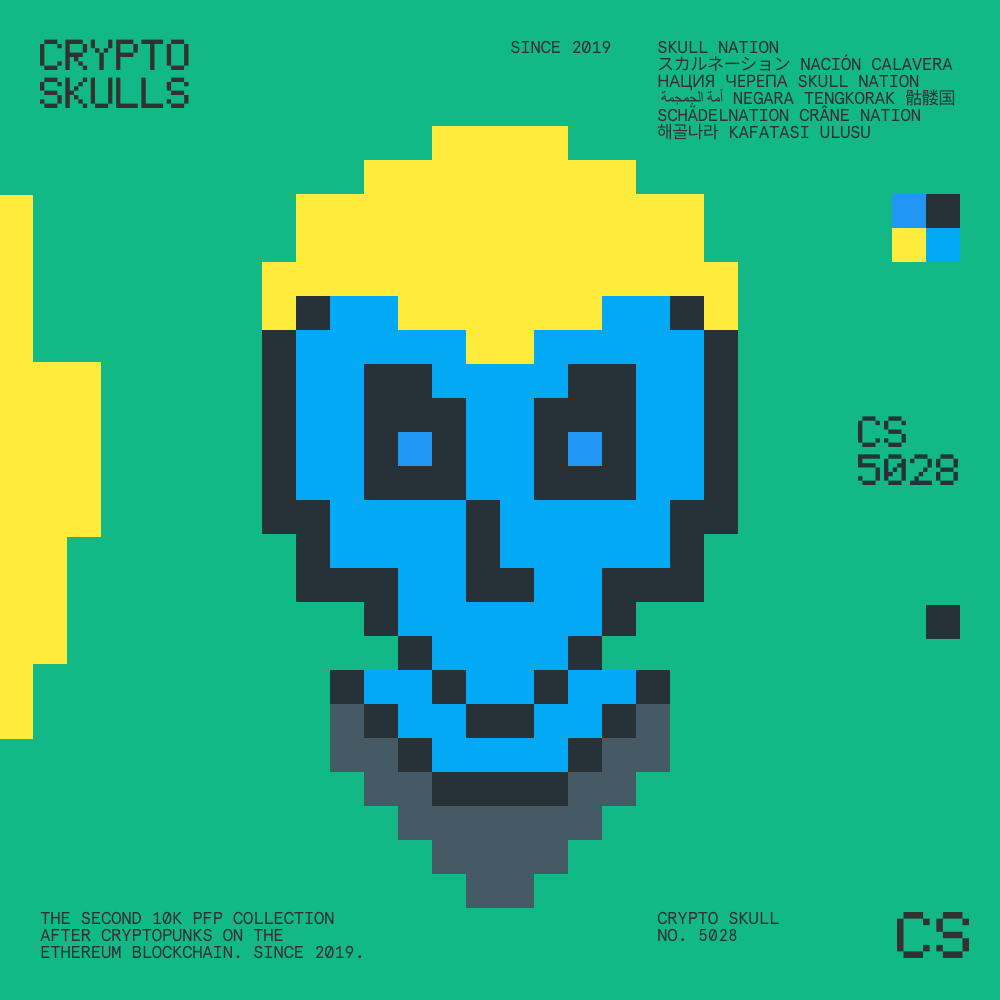 CRYPTO
SKULLS
SINCE 2019
SKULL NATION
スカルネーション NACIÓN CALAVERA
НАЦИЯ ЧЕРЕПА SKULL NATION
أمة الجمجمة NEGARA TENGKORAK 骷髅国
SCHÄDELNATION CRÂNE NATION
해골나라 KAFATASI ULUSU
CS
5028
THE SECOND 10K PFP COLLECTION
AFTER CRYPTOPUNKS ON THE
ETHEREUM BLOCKCHAIN. SINCE 2019.
CRYPTO SKULL
NO. 5028
CS